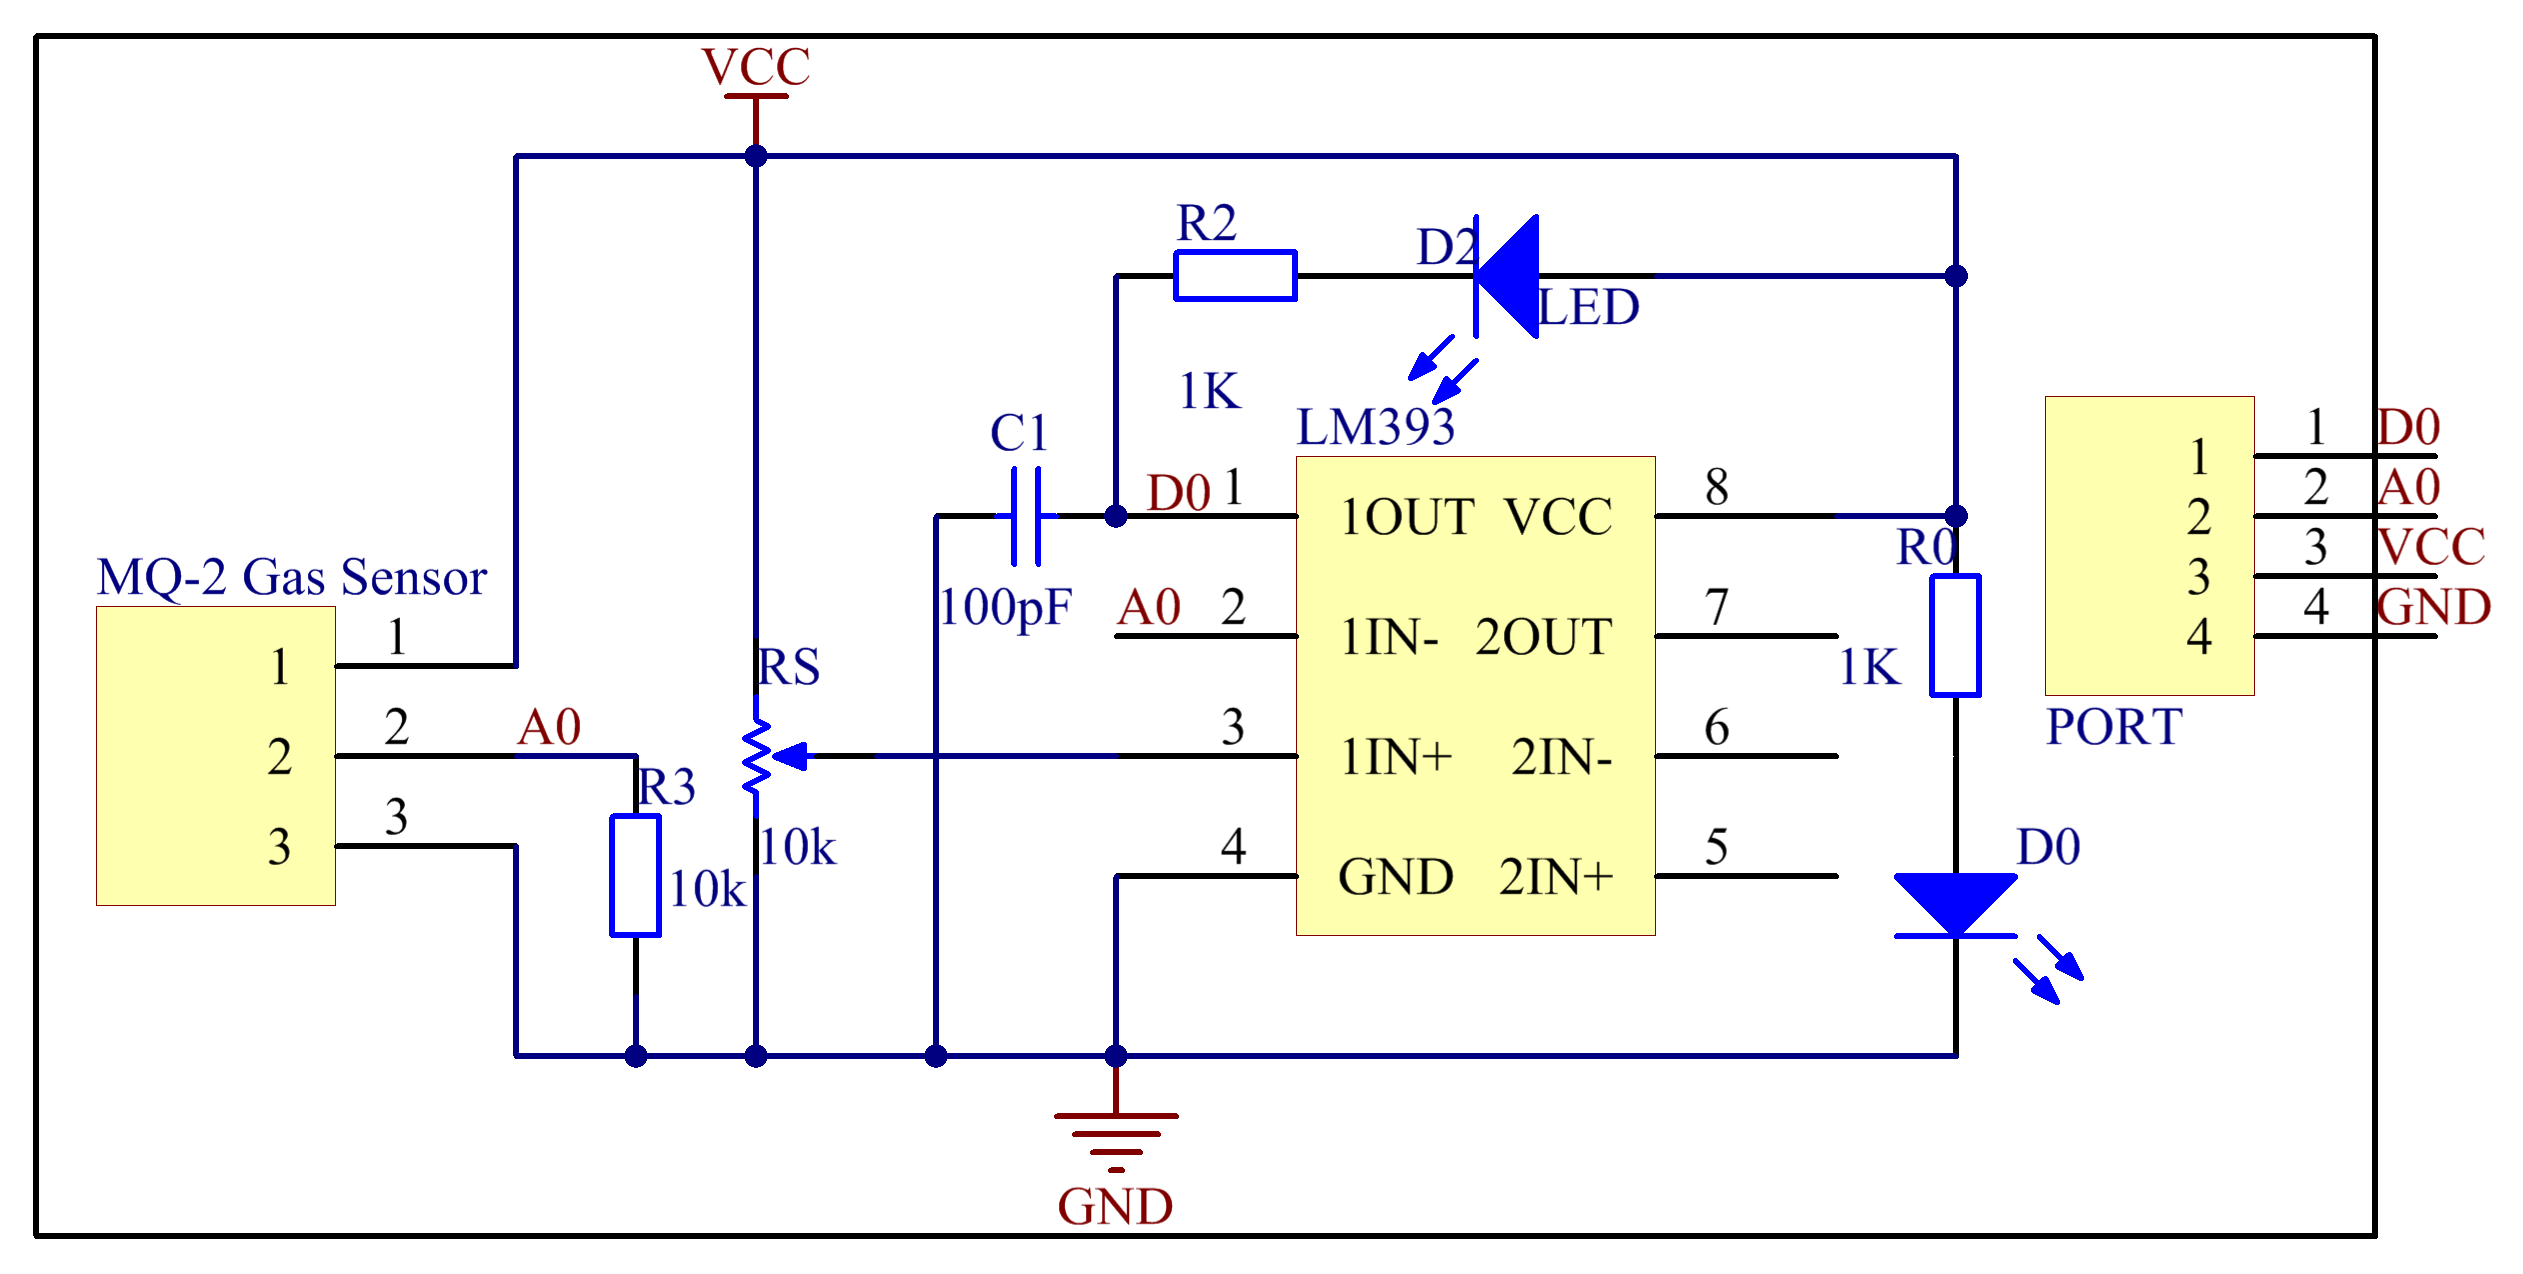 VCC
R2
D2
LED
1K
C1
LM393
100pF
D0 1
A0 2
3
4
1OUT VCC
1IN- 2OUT
1IN+ 2IN-
GND 2IN+
8
7
6
5
MQ-2 Gas Sensor
1 1
2 2
3 3
A0
R3
10k
RS
10k
R0
1K
D0
1 1 D0
2 2 A0
3 3 VCC
4 4 GND
PORT
GND